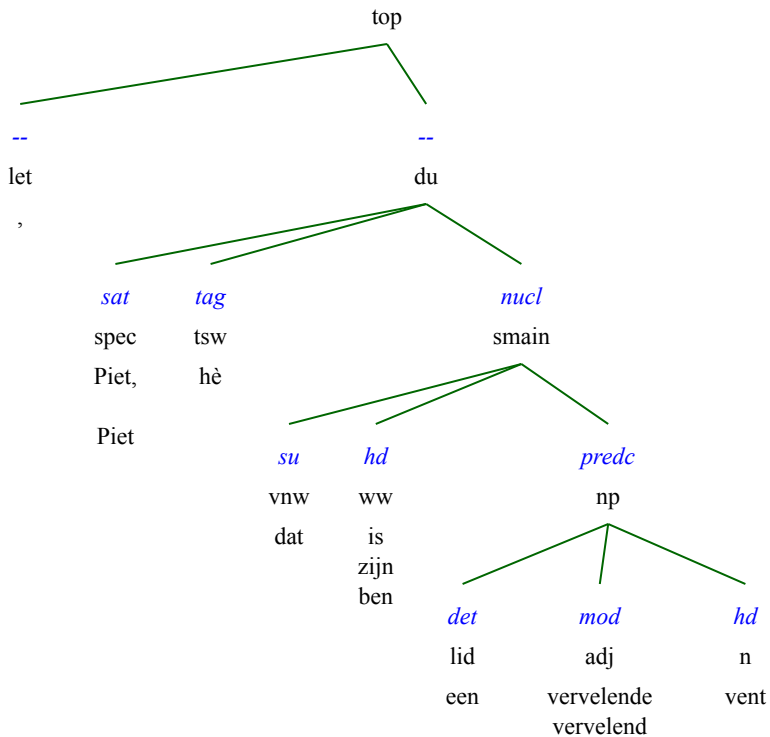 top
-- --
let du
,
sat tag nucl
spec tsw smain
Piet, hè
Piet
su hd predc
vnw ww np
dat is
zijn
ben
det mod hd
lid adj n
een vervelende vent
vervelend